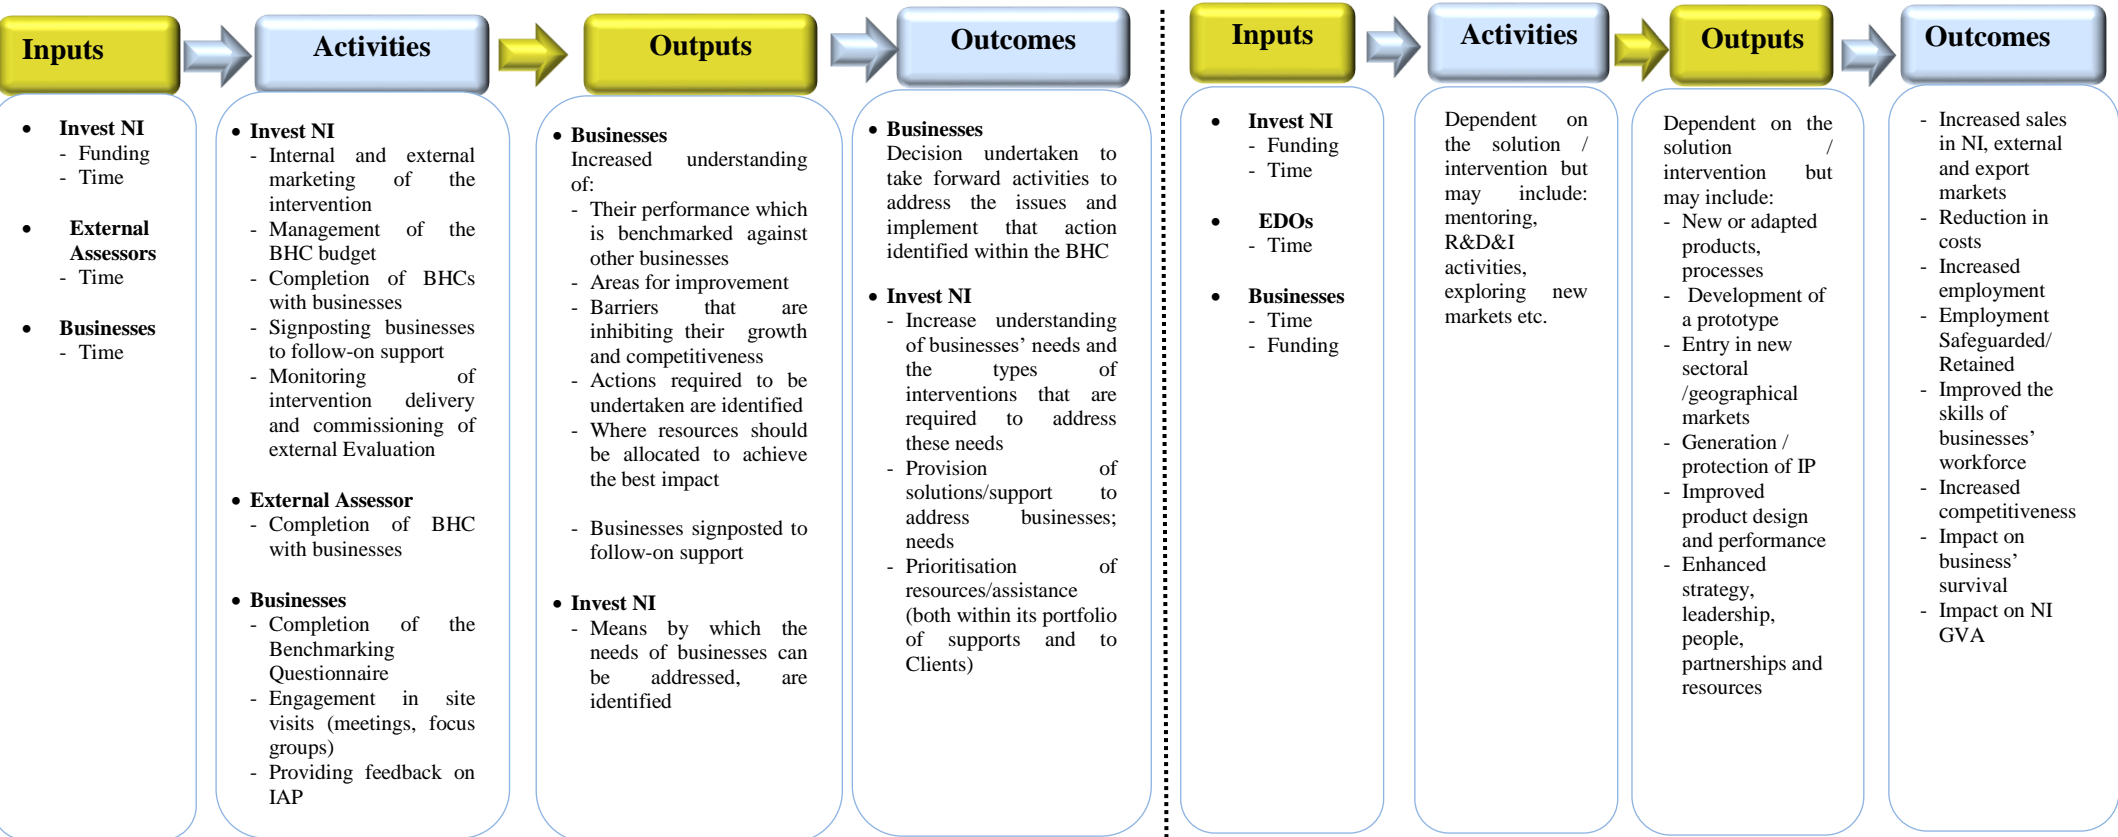 Inputs
Activities
Outputs
Outcomes
Inputs
Activities
Outputs
Outcomes
• Invest NI
- Funding
- Time
• External
Assessors
- Time
• Businesses
- Time
• Invest NI
- Internal and external
marketing of the
intervention
- Management of the
BHC budget
- Completion of BHCs
with businesses
- Signposting businesses
to follow-on support
- Monitoring of
intervention delivery
and commissioning of
external Evaluation
• External Assessor
- Completion of BHC
with businesses
• Businesses
- Completion of the
Benchmarking
Questionnaire
- Engagement in site
visits (meetings, focus
groups)
- Providing feedback on
IAP
• Businesses
Increased understanding
of:
- Their performance which
is benchmarked against
other businesses
- Areas for improvement
- Barriers that are
inhibiting their growth
and competitiveness
- Actions required to be
undertaken are identified
- Where resources should
be allocated to achieve
the best impact
- Businesses signposted to
follow-on support
• Invest NI
- Means by which the
needs of businesses can
be addressed, are
identified
• Businesses
Decision undertaken to
take forward activities to
address the issues and
implement that action
identified within the BHC
• Invest NI
- Increase understanding
of businesses’ needs and
the types of
interventions that are
required to address
these needs
- Provision of
solutions/support to
address businesses;
needs
- Prioritisation of
resources/assistance
(both within its portfolio
of supports and to
Clients)
• Invest NI
- Funding
- Time
• EDOs
- Time
• Businesses
- Time
- Funding
Dependent on
the solution /
intervention but
may include:
mentoring,
R&D&I
activities,
exploring new
markets etc.
Dependent on the
solution /
intervention but
may include:
- New or adapted
products,
processes
- Development of
a prototype
- Entry in new
sectoral
/geographical
markets
- Generation /
protection of IP
- Improved
product design
and performance
- Enhanced
strategy,
leadership,
people,
partnerships and
resources
- Increased sales
in NI, external
and export
markets
- Reduction in
costs
- Increased
employment
- Employment
Safeguarded/
Retained
- Improved the
skills of
businesses’
workforce
- Increased
competitiveness
- Impact on
business’
survival
- Impact on NI
GVA